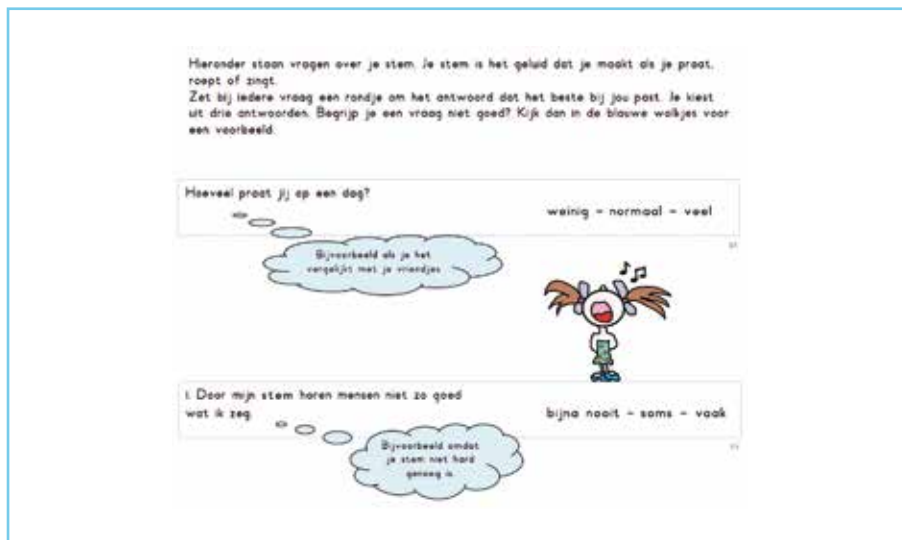 Hieronder staan vragen over je stem. Je stem is het geluid dat je maakt als je praat,
roept of zingt.
Zet bij iedere vraag een rondje om het antwoord dat het beste bij jou past. Je kiest
uit drie antwoorden. Begrijp je een vraag niet goed? Kijk dan in de blauwe wolkjes voor
een voorbeeld.
Hoeveel praat jij op een dag?
weinig - normaal - veel
Bijvoorbeeld als je het
vergelijkt met je vriendjes
1. Door mijn stem horen mensen niet zo goed
wat ik zeg.
bijna nooit - soms - vaak
Bijvoorbeeld omdat
je stem niet hard
genoeg is.